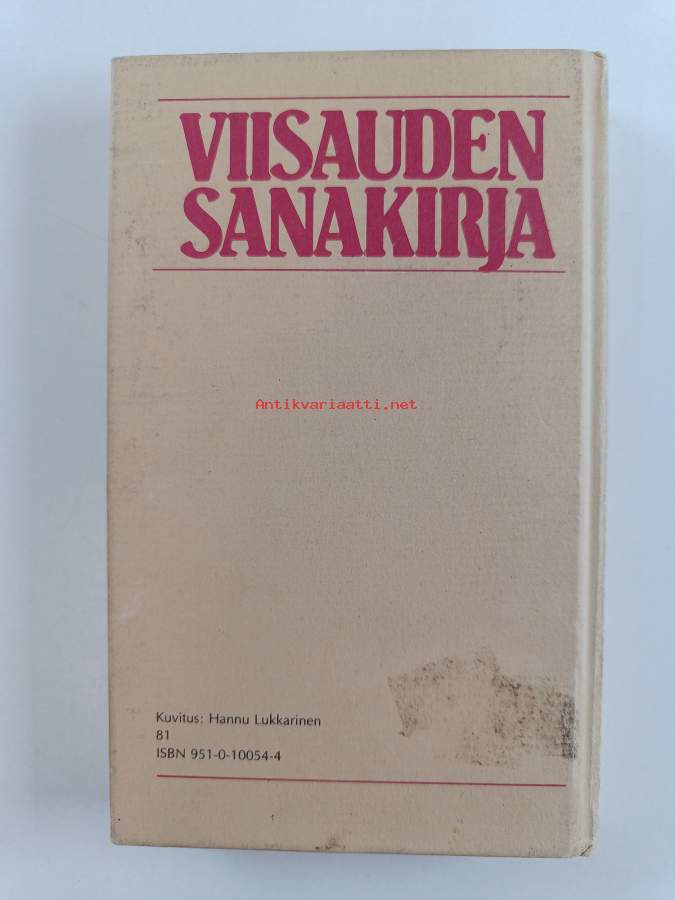 VIISAUDEN
SANAKIRJA
Antikvariaatti.net
Kuvitus: Hannu Lukkarinen
81
ISBN 951-0-10054-4